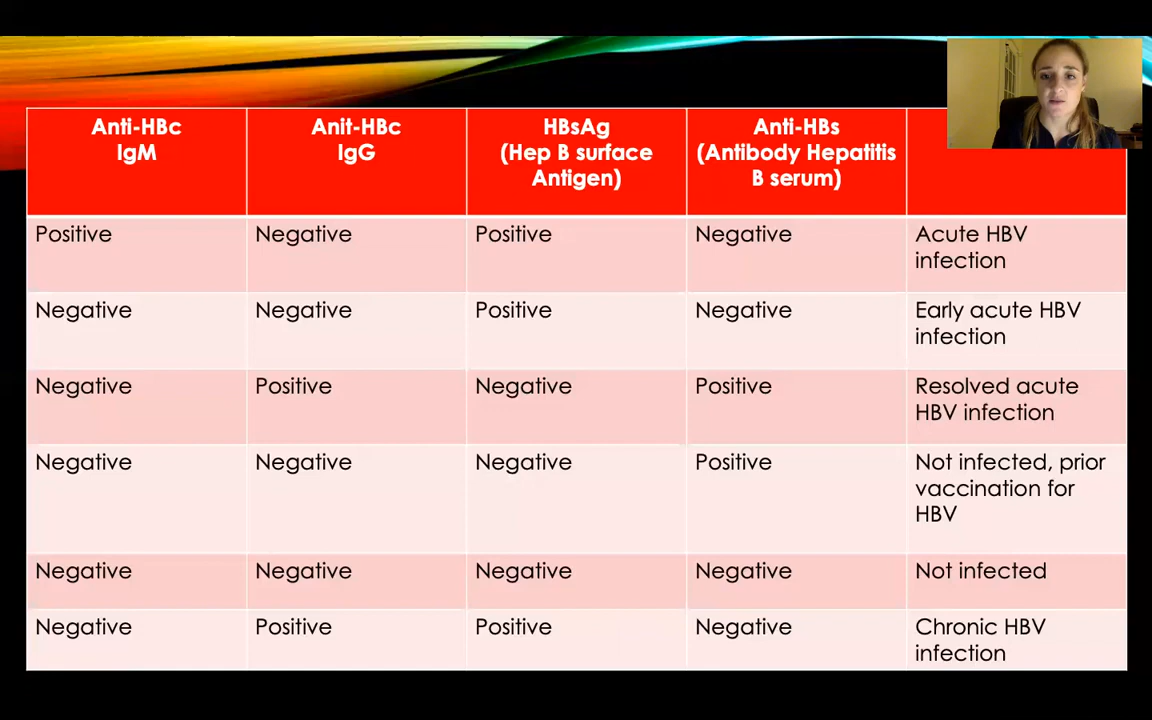 Anti-HBc
IgM
Anit-HBc
IgG
HBsAg
(Hep B surface
Antigen)
Anti-HBs
(Antibody Hepatitis
B serum)
Positive
Negative
Positive
Negative
Acute HBV
infection
Negative
Negative
Positive
Negative
Early acute HBV
infection
Negative
Positive
Negative
Positive
Resolved acute
HBV infection
Negative
Negative
Negative
Positive
Not infected, prior
vaccination for
HBV
Negative
Negative
Negative
Negative
Not infected
Negative
Positive
Positive
Negative
Chronic HBV
infection